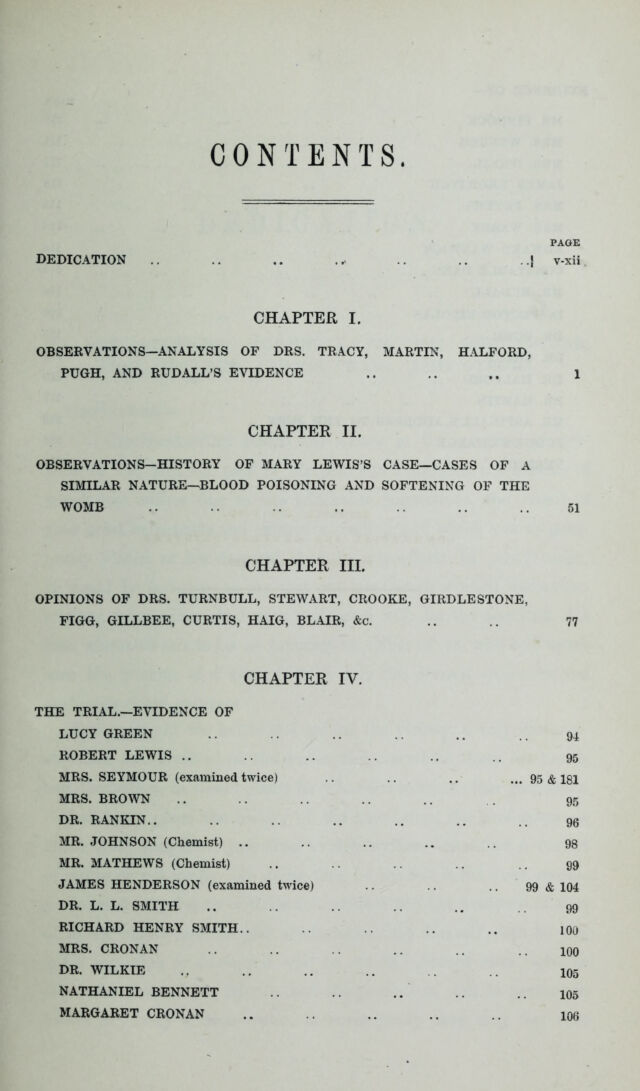 CONTENTS.
PAGE
DEDICATION .. .. .. .. .. .. .. v-xii
CHAPTER I.
OBSERVATIONS—ANALYSIS OF DRS. TRACY, MARTIN, HALFORD,
PUGH, AND RUDALL'S EVIDENCE .. .. .. 1
CHAPTER II.
OBSERVATIONS—HISTORY OF MARY LEWIS'S CASE—CASES OF A
SIMILAR NATURE—BLOOD POISONING AND SOFTENING OF THE
WOMB .. .. .. .. .. .. .. 51
CHAPTER III.
OPINIONS OF DRS. TURNBULL, STEWART, CROOKE, GIRDLESTONE,
FIGG, GILLBEE, CURTIS, HAIG, BLAIR, &c. .. .. 77
CHAPTER IV.
THE TRIAL.—EVIDENCE OF
LUCY GREEN .. .. .. .. .. .. 94
ROBERT LEWIS .. .. .. .. .. .. 95
MRS. SEYMOUR (examined twice) .. .. .. ... 95 & 181
MRS. BROWN .. .. .. .. .. .. 95
DR. RANKIN.. .. .. .. .. .. .. 96
MR. JOHNSON (Chemist) .. .. .. .. .. 98
MR. MATHEWS (Chemist) .. .. .. .. .. 99
JAMES HENDERSON (examined twice) .. .. .. 99 & 104
DR. L. L. SMITH .. .. .. .. .. .. 99
RICHARD HENRY SMITH.. .. .. .. .. 100
MRS. CRONAN .. .. .. .. .. .. 100
DR. WILKIE .. .. .. .. .. .. 105
NATHANIEL BENNETT .. .. .. .. .. 105
MARGARET CRONAN .. .. .. .. .. 106